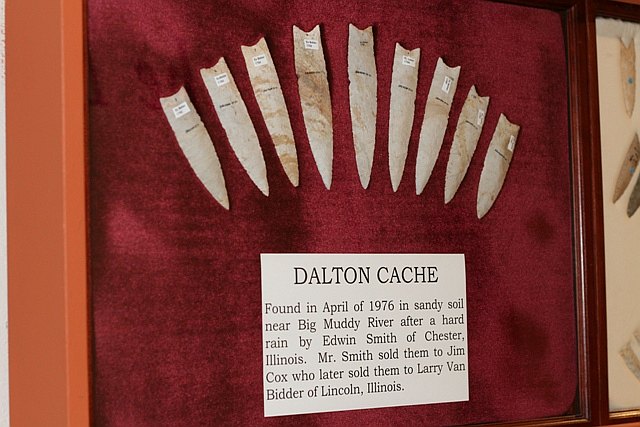 DALTON CACHE
Found in April of 1976 in sandy soil
near Big Muddy River after a hard
rain by Edwin Smith of Chester,
Illinois. Mr. Smith sold them to Jim
Cox who later sold them to Larry Van
Bidder of Lincoln, Illinois.